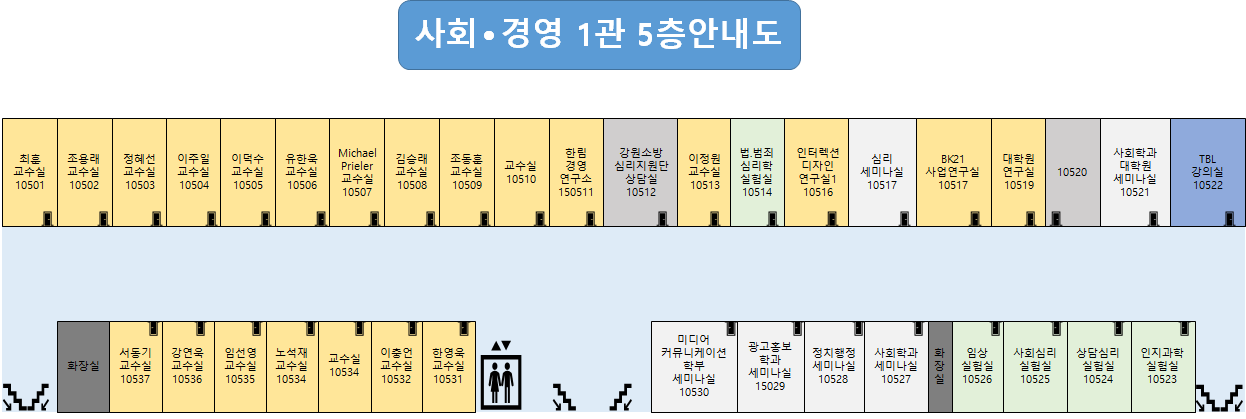 사회•경영 1관 5층안내도
최훈
교수실
10501
조용래
교수실
10502
정혜선
교수실
10503
이주일
교수실
10504
이덕수
교수실
10505
유한욱
교수실
10506
Michael
Prieler
교수실
10507
김승래
교수실
10508
조동훈
교수실
10509
교수실
10510
한림
경영
연구소
150511
강원소방
심리지원단
상담실
10512
이정원
교수실
10513
법.범죄
심리학
실험실
10514
인터렉션
디자인
연구실1
10516
심리
세미나실
10517
BK21
사업연구실
10517
대학원
연구실
10519
10520
사회학과
대학원
세미나실
10521
TBL
강의실
10522
화장실
서동기
교수실
10537
강연욱
교수실
10536
임선영
교수실
10535
노석재
교수실
10534
교수실
10534
이충언
교수실
10532
한영욱
교수실
10531
▲▼
미디어
커뮤니케이션
학부
세미나실
10530
광고홍보
학과
세미나실
15029
정치행정
세미나실
10528
사회학과
세미나실
10527
화
장
실
임상
실험실
10526
사회심리
실험실
10525
상담심리
실험실
10524
인지과학
실험실
10523